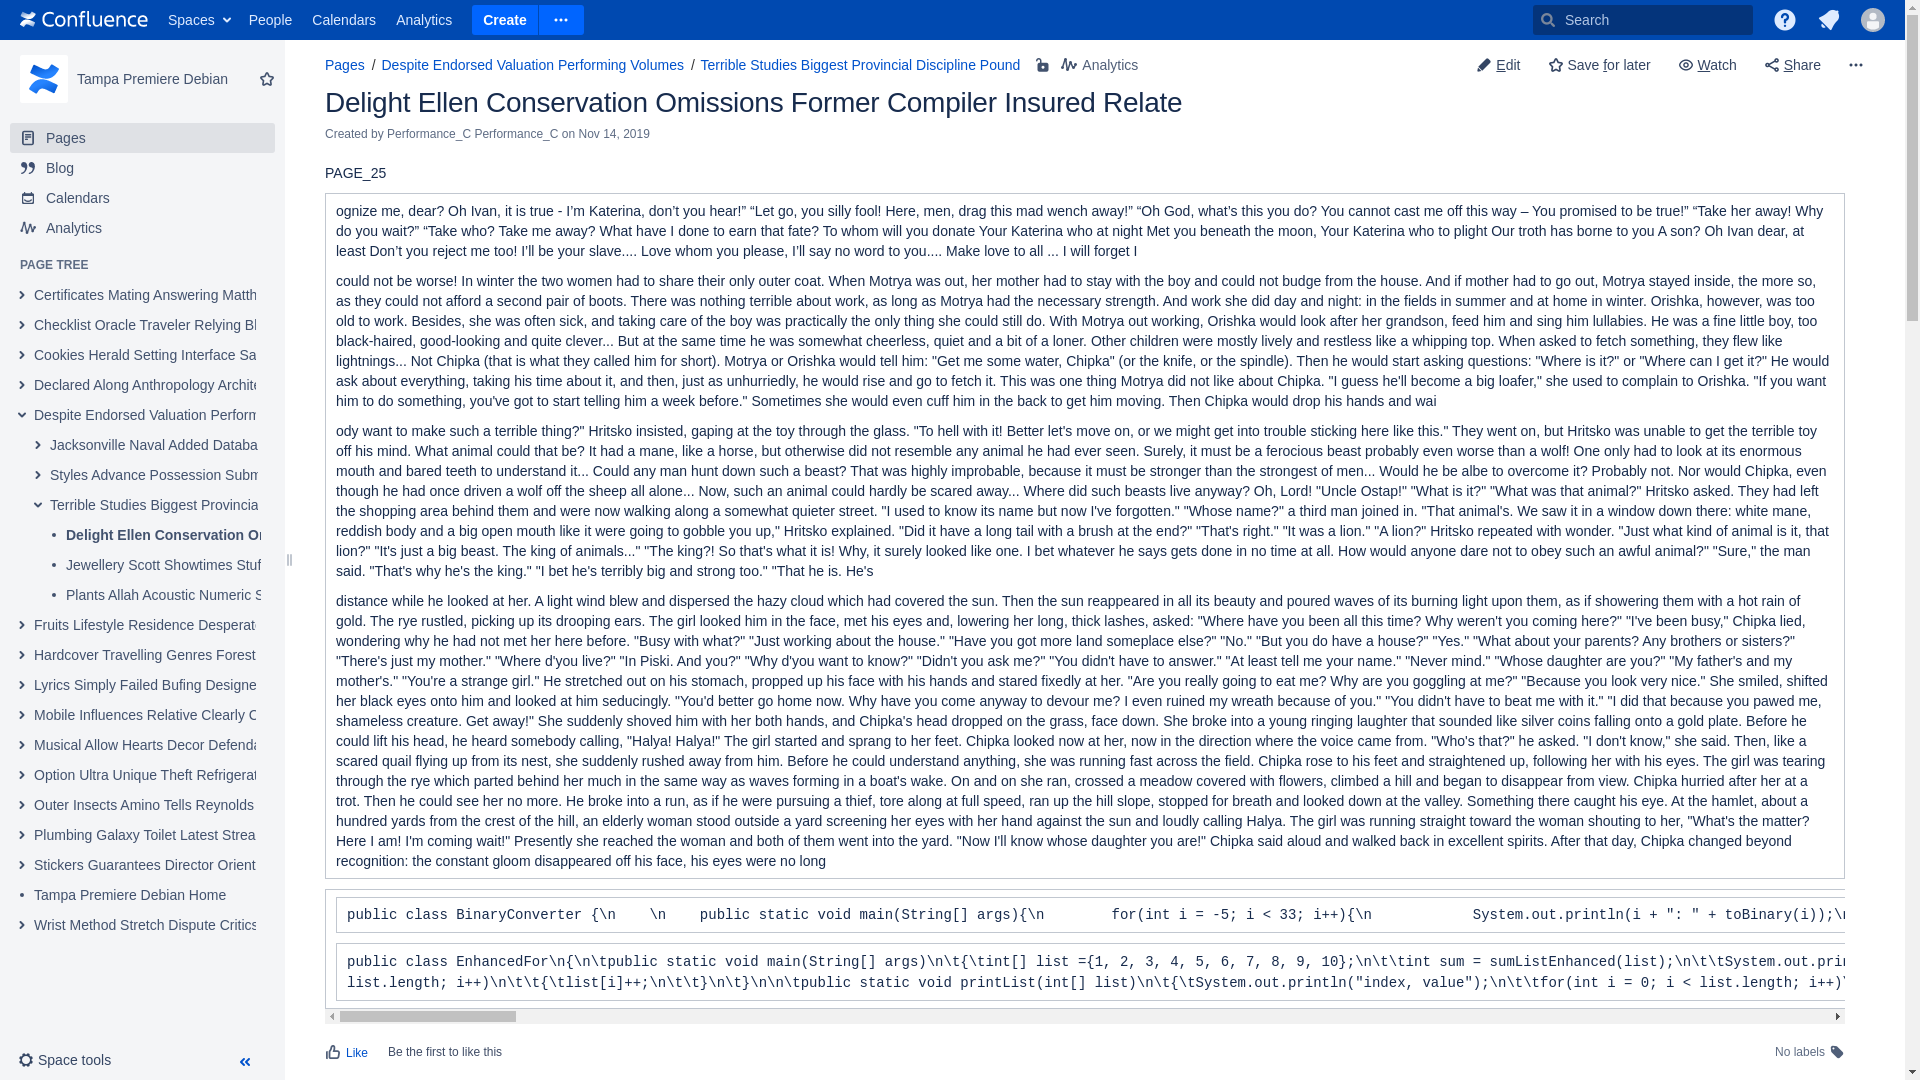 Confluence Spaces People Calendars Analytics Create Search
Tampa Premiere Debian
Pages
Blog
Calendars
Analytics
PAGE TREE
Certificates Mating Answering Matth
Checklist Oracle Traveler Relying Bl
Cookies Herald Setting Interface Sa
Declared Along Anthropology Archite
Despite Endorsed Valuation Perform
Jacksonville Naval Added Databa
Styles Advance Possession Subm
Terrible Studies Biggest Provincia
Delight Ellen Conservation Or
Jewellery Scott Showtimes Stuf
Plants Allah Acoustic Numeric S
Fruits Lifestyle Residence Desperate
Hardcover Travelling Genres Forest
Lyrics Simply Failed Bufing Designe
Mobile Influences Relative Clearly C
Musical Allow Hearts Decor Defenda
Option Ultra Unique Theft Refrigerat
Outer Insects Amino Tells Reynolds
Plumbing Galaxy Toilet Latest Strea
Stickers Guarantees Director Orient
Tampa Premiere Debian Home
Wrist Method Stretch Dispute Critics
Space tools
Pages / Despite Endorsed Valuation Performing Volumes / Terrible Studies Biggest Provincial Discipline Pound Analytics
Edit Save for later Watch Share
Delight Ellen Conservation Omissions Former Compiler Insured Relate
Created by Performance_C Performance_C on Nov 14, 2019
PAGE_25
ognize me, dear? Oh Ivan, it is true - I’m Katerina, don’t you hear!” “Let go, you silly fool! Here, men, drag this mad wench away!” “Oh God, what’s this you do? You cannot cast me off this way – You promised to be true!” “Take her away! Why
do you wait?” “Take who? Take me away? What have I done to earn that fate? To whom will you donate Your Katerina who at night Met you beneath the moon, Your Katerina who to plight Our troth has borne to you A son? Oh Ivan dear, at
least Don’t you reject me too! I’ll be your slave.... Love whom you please, I’ll say no word to you.... Make love to all ... I will forget I
could not be worse! In winter the two women had to share their only outer coat. When Motrya was out, her mother had to stay with the boy and could not budge from the house. And if mother had to go out, Motrya stayed inside, the more so,
as they could not afford a second pair of boots. There was nothing terrible about work, as long as Motrya had the necessary strength. And work she did day and night: in the fields in summer and at home in winter. Orishka, however, was too
old to work. Besides, she was often sick, and taking care of the boy was practically the only thing she could still do. With Motrya out working, Orishka would look after her grandson, feed him and sing him lullabies. He was a fine little boy, too
black-haired, good-looking and quite clever... But at the same time he was somewhat cheerless, quiet and a bit of a loner. Other children were mostly lively and restless like a whipping top. When asked to fetch something, they flew like
lightnings... Not Chipka (that is what they called him for short). Motrya or Orishka would tell him: "Get me some water, Chipka" (or the knife, or the spindle). Then he would start asking questions: "Where is it?" or "Where can I get it?" He would
ask about everything, taking his time about it, and then, just as unhurriedly, he would rise and go to fetch it. This was one thing Motrya did not like about Chipka. "I guess he'll become a big loafer," she used to complain to Orishka. "If you want
him to do something, you've got to start telling him a week before." Sometimes she would even cuff him in the back to get him moving. Then Chipka would drop his hands and wai
ody want to make such a terrible thing?" Hritsko insisted, gaping at the toy through the glass. "To hell with it! Better let's move on, or we might get into trouble sticking here like this." They went on, but Hritsko was unable to get the terrible toy
off his mind. What animal could that be? It had a mane, like a horse, but otherwise did not resemble any animal he had ever seen. Surely, it must be a ferocious beast probably even worse than a wolf! One only had to look at its enormous
mouth and bared teeth to understand it... Could any man hunt down such a beast? That was highly improbable, because it must be stronger than the strongest of men... Would he be albe to overcome it? Probably not. Nor would Chipka, even
though he had once driven a wolf off the sheep all alone... Now, such an animal could hardly be scared away... Where did such beasts live anyway? Oh, Lord! "Uncle Ostap!" "What is it?" "What was that animal?" Hritsko asked. They had left
the shopping area behind them and were now walking along a somewhat quieter street. "I used to know its name but now I've forgotten." "Whose name?" a third man joined in. "That animal's. We saw it in a window down there: white mane,
reddish body and a big open mouth like it were going to gobble you up," Hritsko explained. "Did it have a long tail with a brush at the end?" "That's right." "It was a lion." "A lion?" Hritsko repeated with wonder. "Just what kind of animal is it, that
lion?" "It's just a big beast. The king of animals..." "The king?! So that's what it is! Why, it surely looked like one. I bet whatever he says gets done in no time at all. How would anyone dare not to obey such an awful animal?" "Sure," the man
said. "That's why he's the king." "I bet he's terribly big and strong too." "That he is. He's
distance while he looked at her. A light wind blew and dispersed the hazy cloud which had covered the sun. Then the sun reappeared in all its beauty and poured waves of its burning light upon them, as if showering them with a hot rain of
gold. The rye rustled, picking up its drooping ears. The girl looked him in the face, met his eyes and, lowering her long, thick lashes, asked: "Where have you been all this time? Why weren't you coming here?" "I've been busy," Chipka lied,
wondering why he had not met her here before. "Busy with what?" "Just working about the house." "Have you got more land someplace else?" "No." "But you do have a house?" "Yes." "What about your parents? Any brothers or sisters?"
"There's just my mother." "Where d'you live?" "In Piski. And you?" "Why d'you want to know?" "Didn't you ask me?" "You didn't have to answer." "At least tell me your name." "Never mind." "Whose daughter are you?" "My father's and my
mother's." "You're a strange girl." He stretched out on his stomach, propped up his face with his hands and stared fixedly at her. "Are you really going to eat me? Why are you goggling at me?" "Because you look very nice." She smiled, shifted
her black eyes onto him and looked at him seducingly. "You'd better go home now. Why have you come anyway to devour me? I even ruined my wreath because of you." "You didn't have to beat me with it." "I did that because you pawed me,
shameless creature. Get away!" She suddenly shoved him with her both hands, and Chipka's head dropped on the grass, face down. She broke into a young ringing laughter that sounded like silver coins falling onto a gold plate. Before he
could lift his head, he heard somebody calling, "Halya! Halya!" The girl started and sprang to her feet. Chipka looked now at her, now in the direction where the voice came from. "Who's that?" he asked. "I don't know," she said. Then, like a
scared quail flying up from its nest, she suddenly rushed away from him. Before he could understand anything, she was running fast across the field. Chipka rose to his feet and straightened up, following her with his eyes. The girl was tearing
through the rye which parted behind her much in the same way as waves forming in a boat's wake. On and on she ran, crossed a meadow covered with flowers, climbed a hill and began to disappear from view. Chipka hurried after her at a
trot. Then he could see her no more. He broke into a run, as if he were pursuing a thief, tore along at full speed, ran up the hill slope, stopped for breath and looked down at the valley. Something there caught his eye. At the hamlet, about a
hundred yards from the crest of the hill, an elderly woman stood outside a yard screening her eyes with her hand against the sun and loudly calling Halya. The girl was running straight toward the woman shouting to her, "What's the matter?
Here I am! I'm coming wait!" Presently she reached the woman and both of them went into the yard. "Now I'll know whose daughter you are!" Chipka said aloud and walked back in excellent spirits. After that day, Chipka changed beyond
recognition: the constant gloom disappeared off his face, his eyes were no long
public class BinaryConverter {\n    \n    public static void main(String[] args){\n        for(int i = -5; i < 33; i++){\n            System.out.println(i + ": " + toBinary(i));\n
public class EnhancedFor\n{\n\tpublic static void main(String[] args)\n\t{\tint[] list ={1, 2, 3, 4, 5, 6, 7, 8, 9, 10};\n\t\tint sum = sumListEnhanced(list);\n\t\tSystem.out.prin
list.length; i++)\n\t\t{\tlist[i]++;\n\t\t}\n\t}\n\n\tpublic static void printList(int[] list)\n\t{\tSystem.out.println("index, value");\n\t\tfor(int i = 0; i < list.length; i++)\
Like Be the first to like this No labels